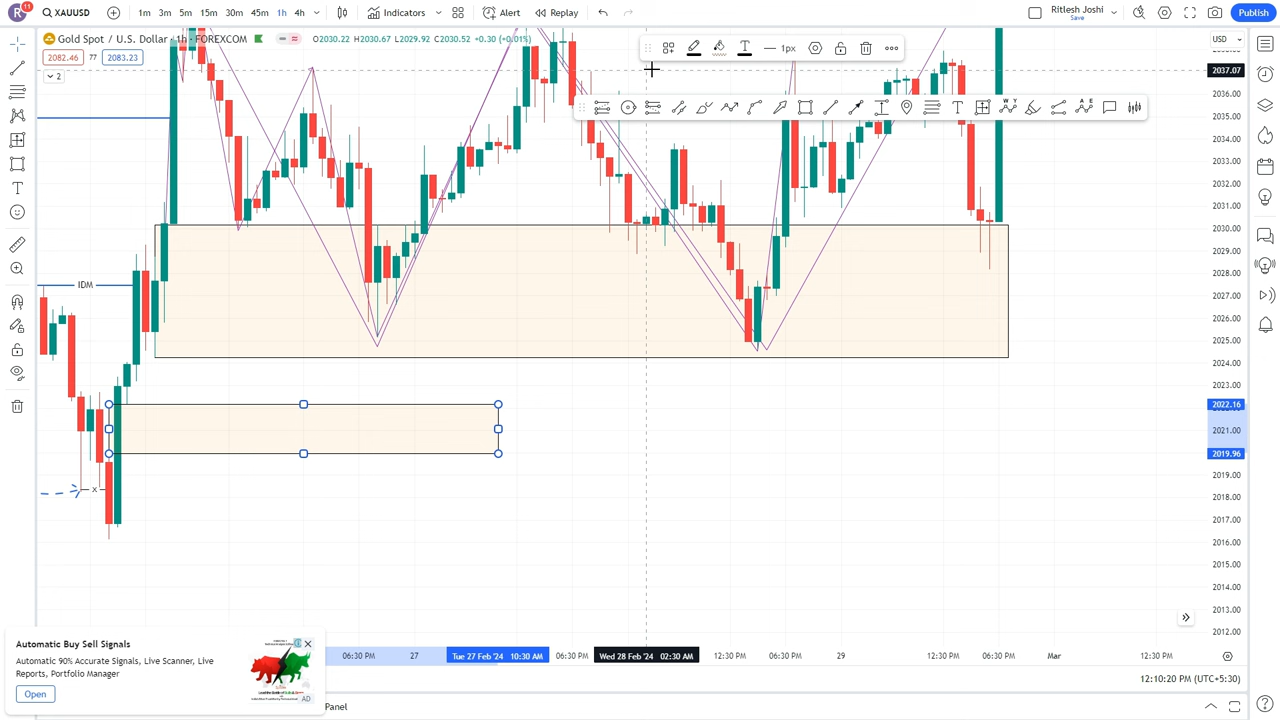 R 11 XAUUSD 1m 3m 5m 15m 30m 45m 1h 4h Indicators Alert Replay Ritlesh Joshi Save Publish
Gold Spot / U.S. Dollar · 1h · FOREXCOM O2030.22 H2030.67 L2029.92 C2030.52 +0.30 (+0.01%)
1px
USD
2082.46 77 2083.23
2
2037.07
2036.00
2035.00
2034.00
2033.00
2032.00
2031.00
2030.00
2029.00
2028.00
2027.00
2026.00
2025.00
2024.00
2023.00
2022.16
2021.00
2019.96
2019.00
2018.00
2017.00
2016.00
2015.00
2014.00
2013.00
2012.00
IDM
x
Automatic Buy Sell Signals
Automatic 90% Accurate Signals, Live Scanner, Live
Reports, Portfolio Manager
Open
AD
06:30 PM 27 Tue 27 Feb '24 10:30 AM 06:30 PM Wed 28 Feb '24 02:30 AM 12:30 PM 06:30 PM 29 12:30 PM 06:30 PM Mar 12:30 PM
12:10:20 PM (UTC+5:30)
Panel